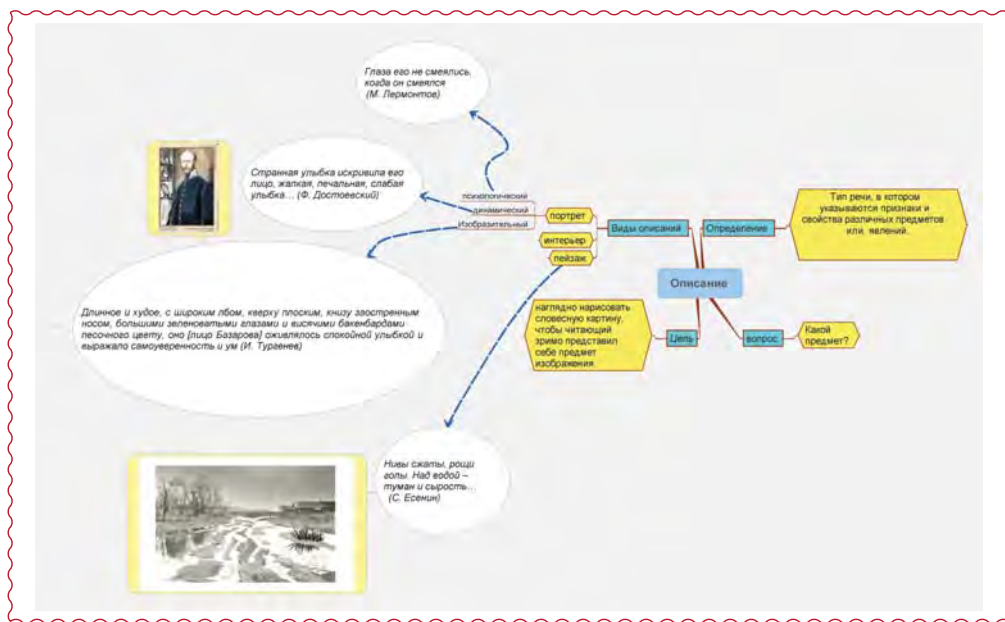 Глаза его не смеялись,
когда он смеялся
(М. Лермонтов)
Странная улыбка искривила его
лицо, жалкая, печальная, слабая
улыбка... (Ф. Достоевский)
психологический
динамический
Изобразительный
портрет
интерьер
пейзаж
Виды описаний
Определение
Тип речи, в котором
указываются признаки и
свойства различных предметов
или явлений.
Описание
Длинное и худое, с широким лбом, кверху плоским, книзу заостренным
носом, большими зеленоватыми глазами и висячими бакенбардами
песочного цвету, оно [лицо Базарова] оживлялось спокойной улыбкой и
выражало самоуверенность и ум (И. Тургенев)
наглядно нарисовать
словесную картину,
чтобы читающий
зримо представил
себе предмет
изображения.
Цель
вопрос
Какой
предмет?
Нивы сжаты, рощи
голы. Над водой –
туман и сырость...
(С. Есенин)